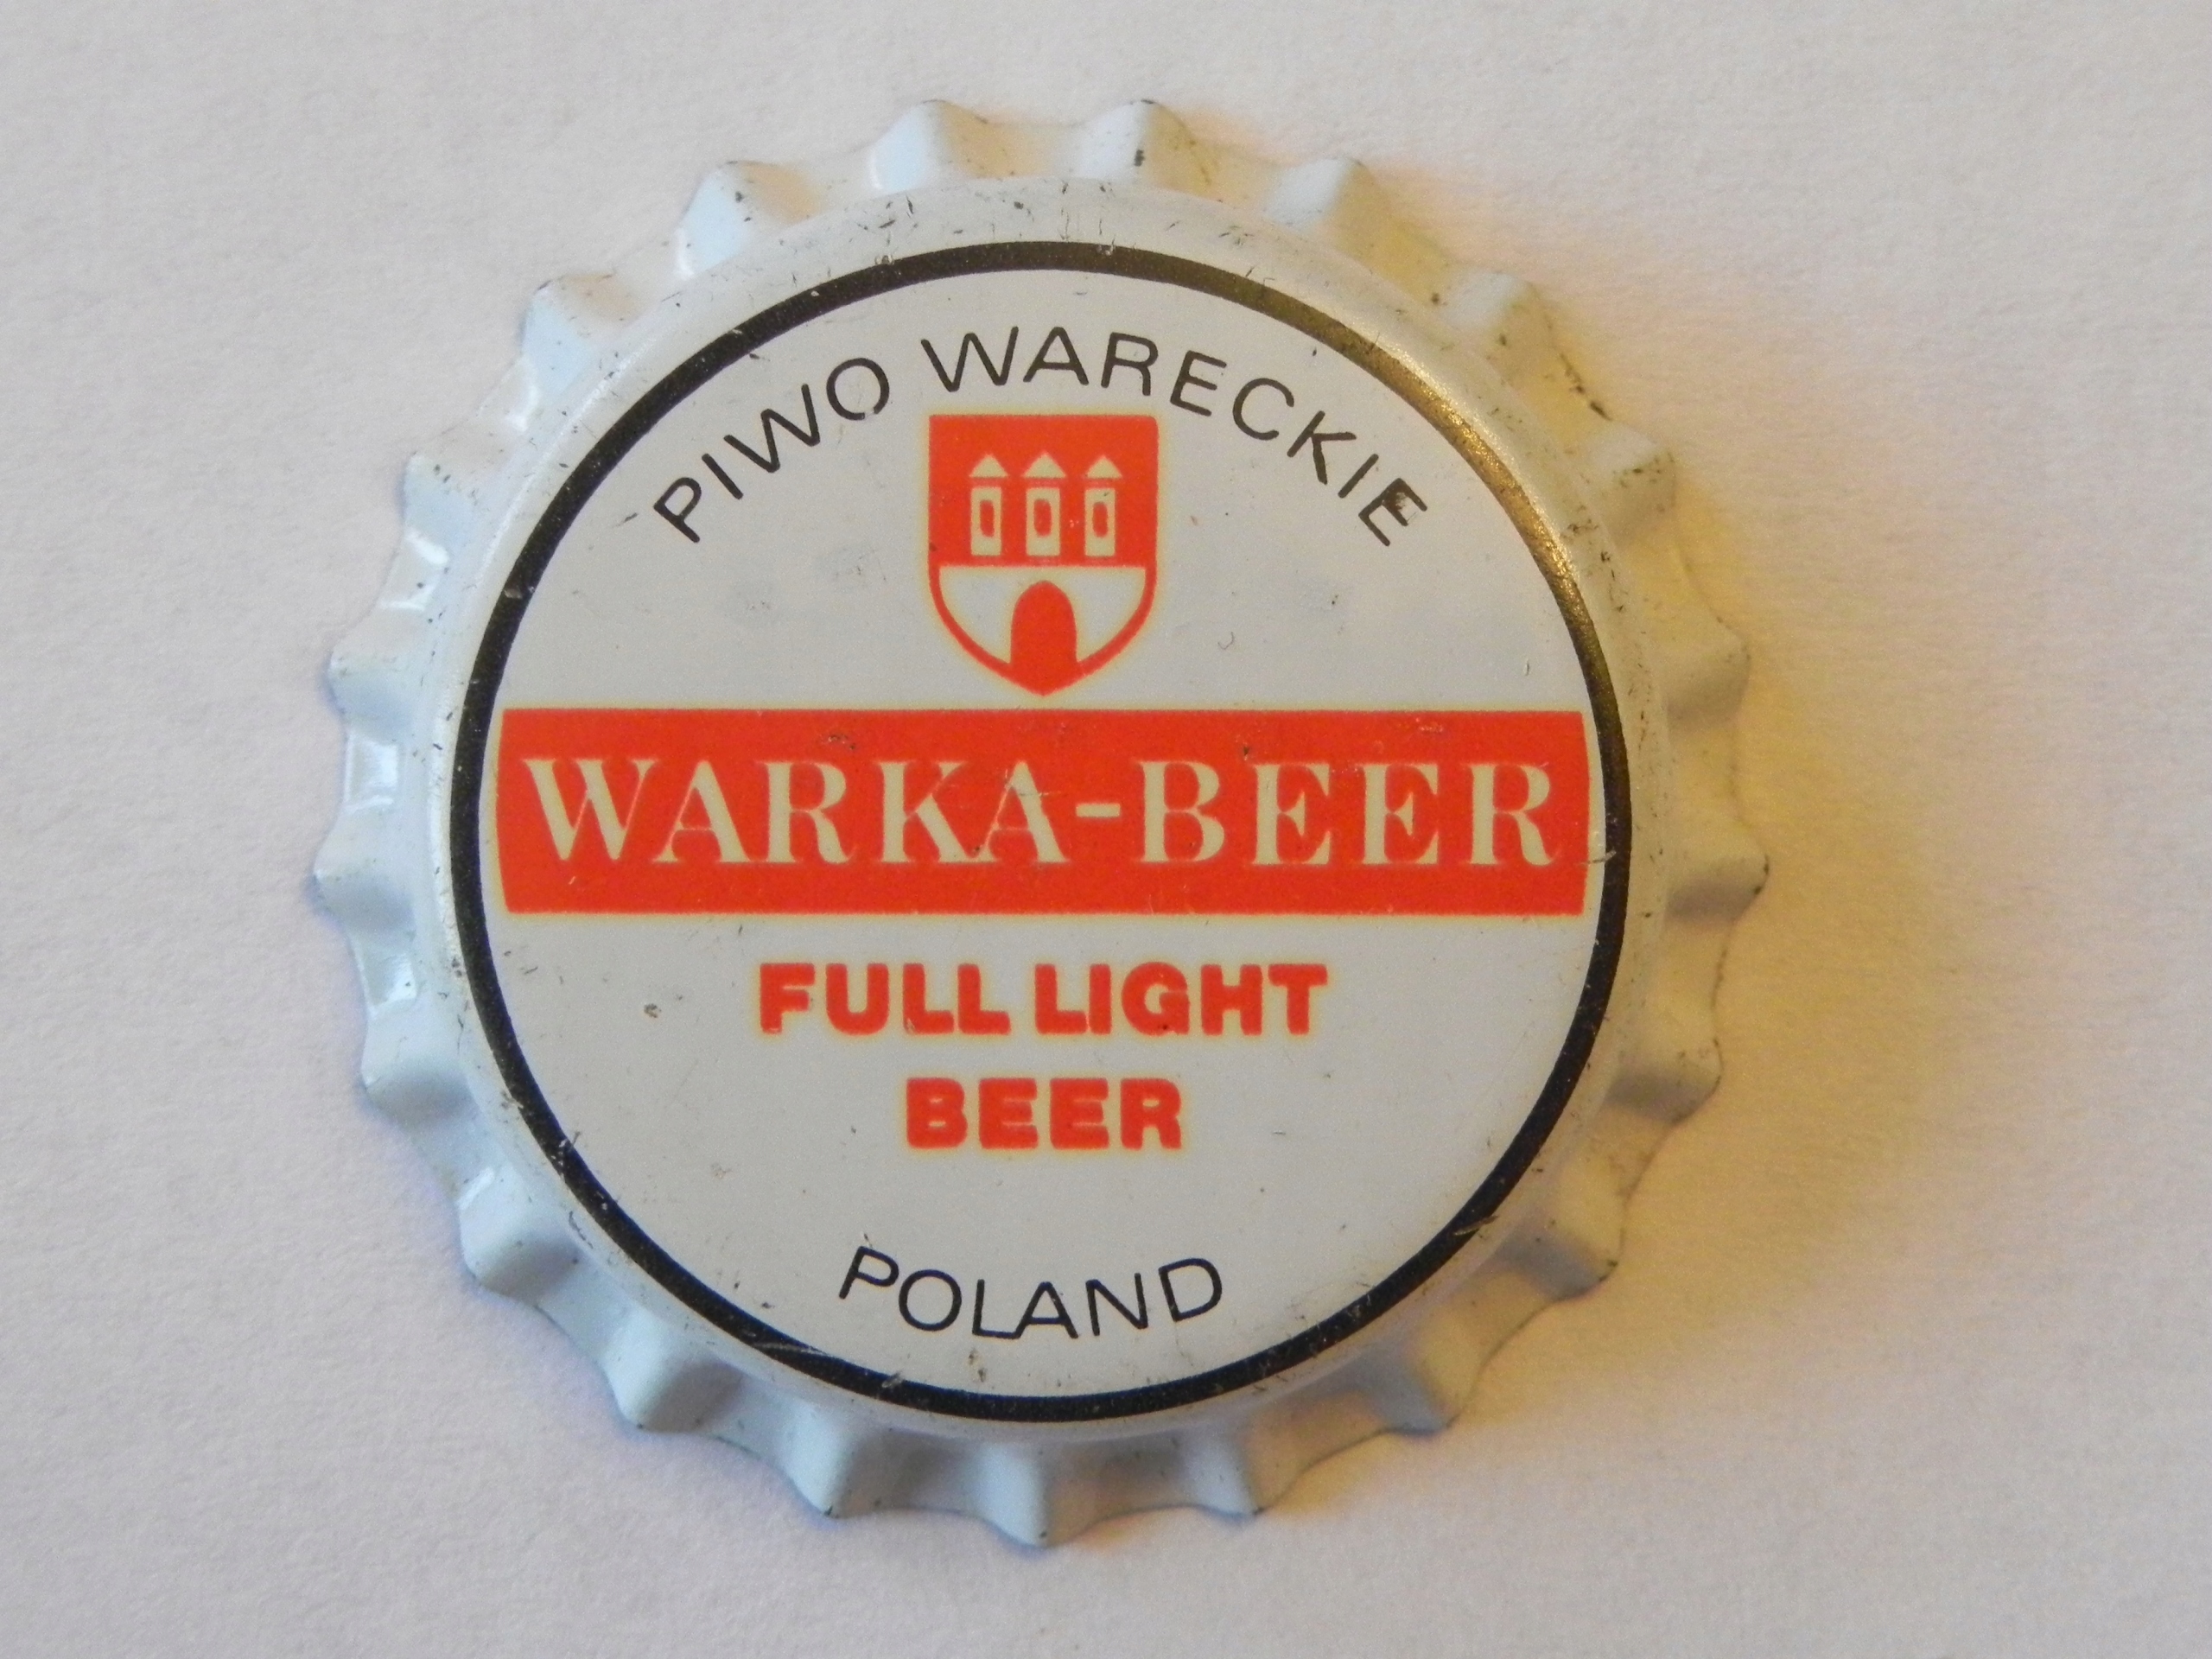 PIWO WARECKIE
WARKA-BEER
FULL LIGHT
BEER
POLAND